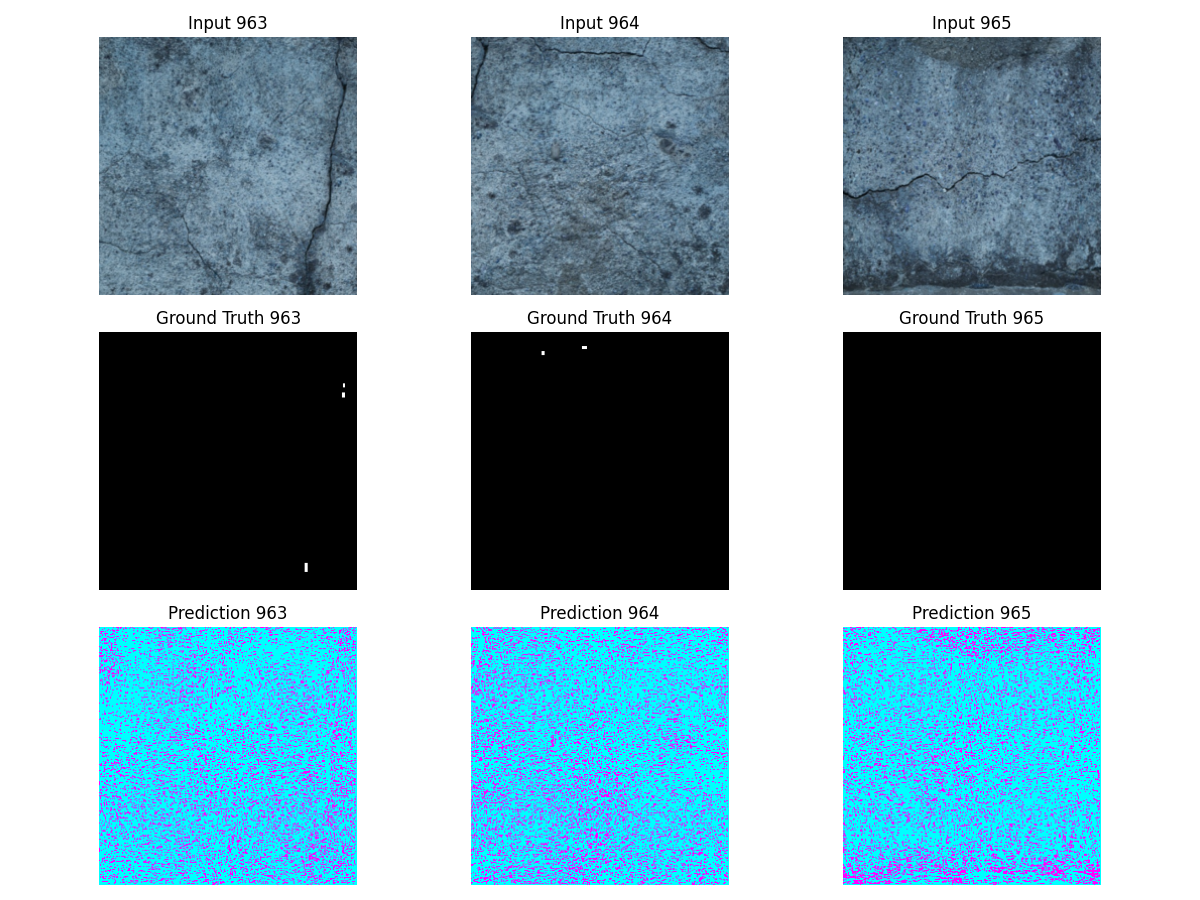 Input 963
Input 964
Input 965
Ground Truth 963
Ground Truth 964
Ground Truth 965
Prediction 963
Prediction 964
Prediction 965